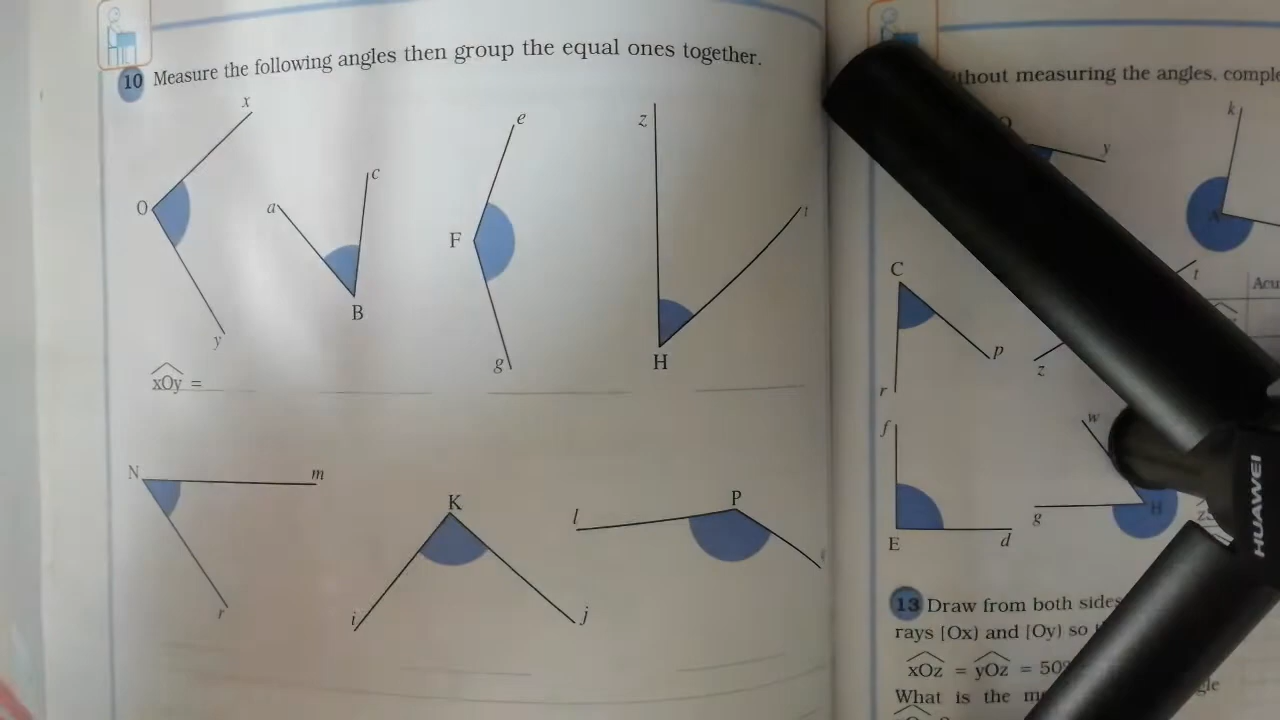 10 Measure the following angles then group the equal ones together.
x
O
y
a
c
B
e
F
g
z
t
H
xOy =
N
m
r
K
i
j
l
P
thout measuring the angles, comple
y
k
A
C
p
r
t
z
Acu
f
E
d
w
g
H
HUAWEI
13 Draw from both sides
rays [Ox) and [Oy) so
xOz = yOz = 50°
What is the m
gle